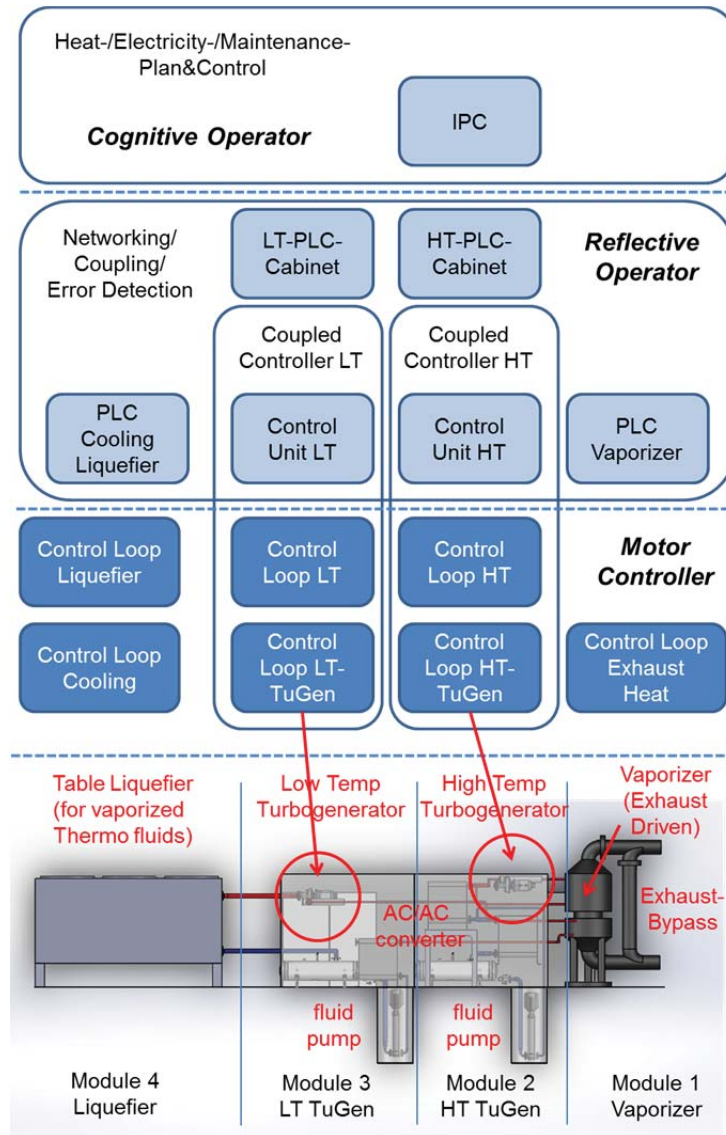 Heat-/Electricity-/Maintenance-
Plan&Control
Cognitive Operator
IPC
Networking/
Coupling/
Error Detection
LT-PLC-
Cabinet
HT-PLC-
Cabinet
Reflective
Operator
Coupled
Controller LT
Coupled
Controller HT
PLC
Cooling
Liquefier
Control
Unit LT
Control
Unit HT
PLC
Vaporizer
Control Loop
Liquefier
Control
Loop LT
Control
Loop HT
Motor
Controller
Control Loop
Cooling
Control
Loop LT-
TuGen
Control
Loop HT-
TuGen
Control Loop
Exhaust
Heat
Table Liquefier
(for vaporized
Thermo fluids)
Low Temp
Turbogenerator
High Temp
Turbogenerator
Vaporizer
(Exhaust
Driven)
AC/AC
converter
Exhaust-
Bypass
fluid
pump
fluid
pump
Module 4
Liquefier
Module 3
LT TuGen
Module 2
HT TuGen
Module 1
Vaporizer